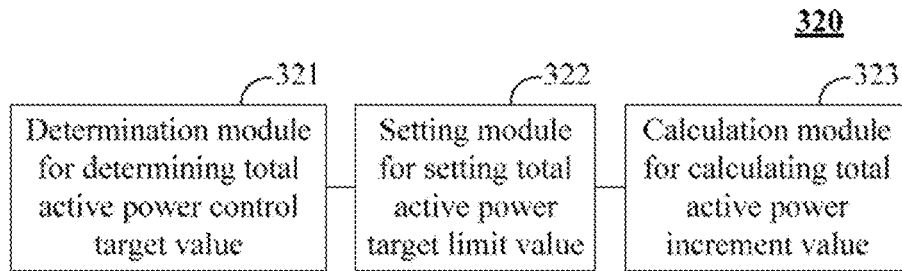 320
321
322
323
Determination module
for determining total
active power control
target value
Setting module
for setting total
active power
target limit value
Calculation module
for calculating total
active power
increment value